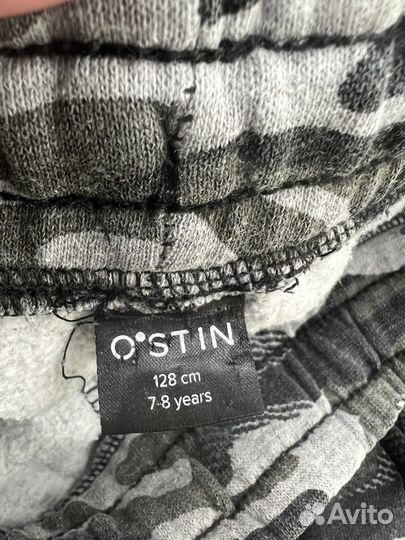 O'STIN
128 cm
7-8 years
Avito